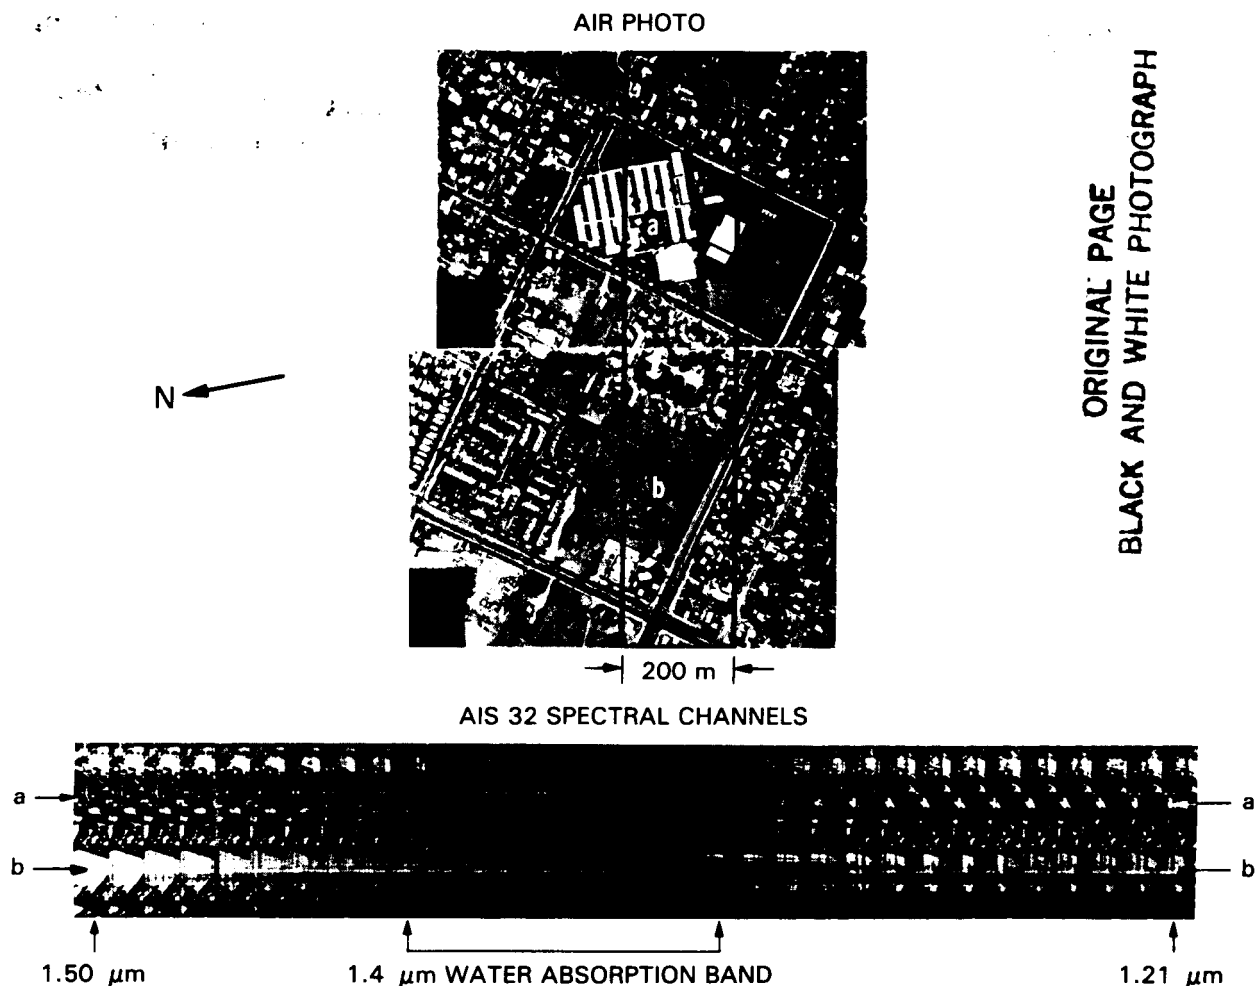 AIR PHOTO
a
b
N
ORIGINAL PAGE
BLACK AND WHITE PHOTOGRAPH
200 m
AIS 32 SPECTRAL CHANNELS
a
a
b
b
1.50 μm
1.4 μm WATER ABSORPTION BAND
1.21 μm